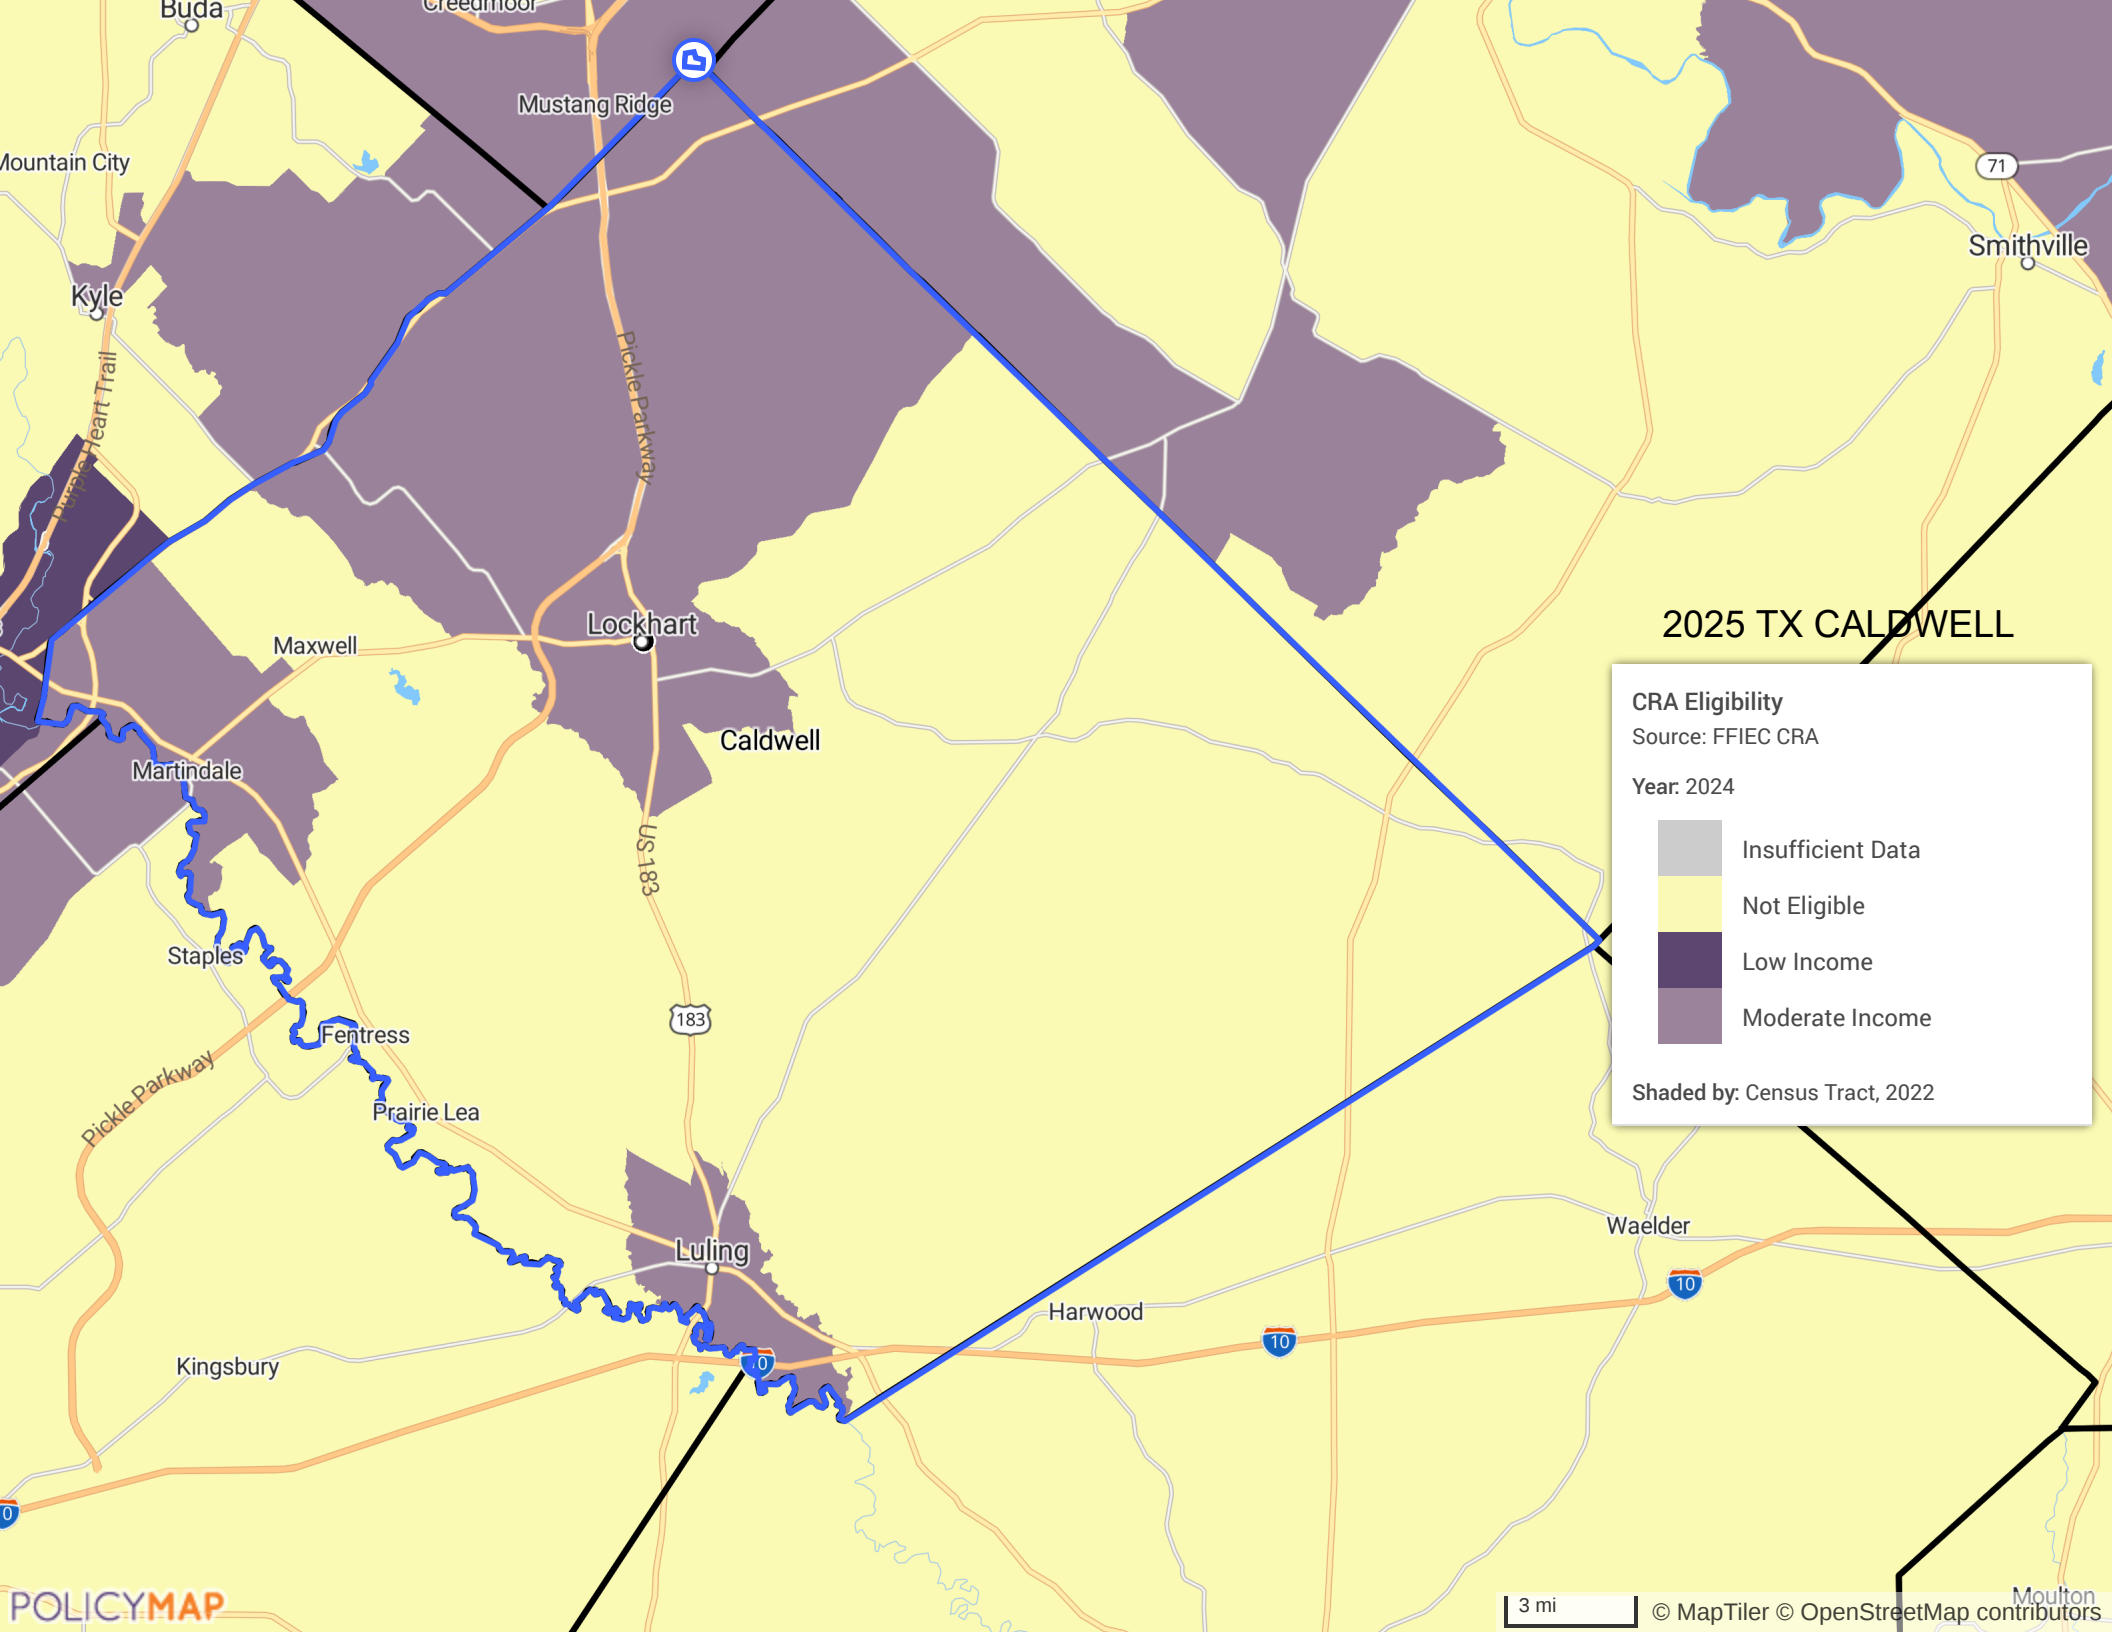 Buda
Creedmoor
Mustang Ridge
Mountain City
71
Smithville
Kyle
Purple Heart Trail
Pickle Parkway
Lockhart
Maxwell
Caldwell
Martindale
US 183
Staples
183
Fentress
Pickle Parkway
Prairie Lea
Luling
Waelder
10
Harwood
10
10
Kingsbury
0
Moulton
2025 TX CALDWELL
CRA Eligibility
Source: FFIEC CRA
Year: 2024
Insufficient Data
Not Eligible
Low Income
Moderate Income
Shaded by: Census Tract, 2022
POLICYMAP
3 mi
© MapTiler © OpenStreetMap contributors